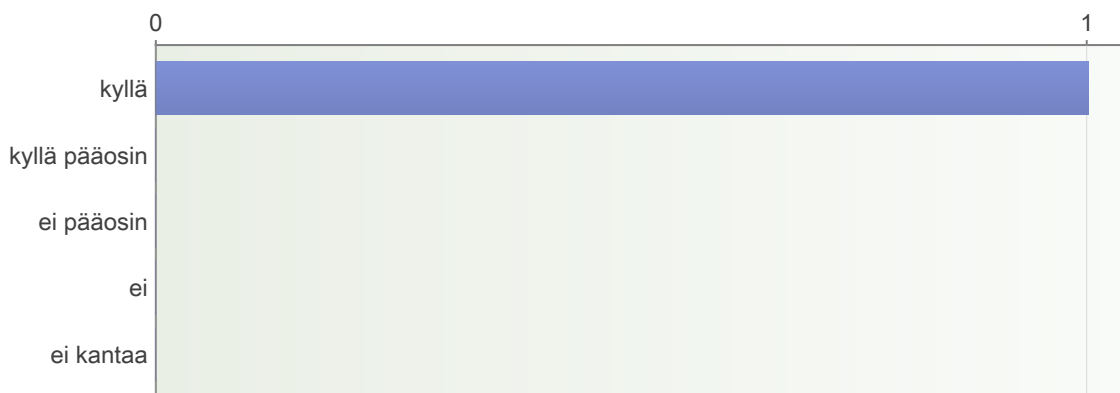 0 1
kyllä
kyllä pääosin
ei pääosin
ei
ei kantaa